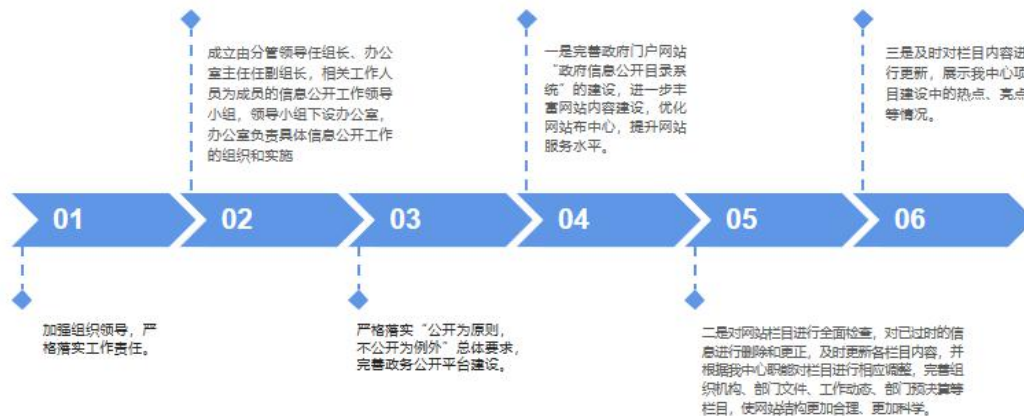 01
加强组织领导，严
格落实工作责任。
02
成立由分管领导任组长、办公
室主任任副组长，相关工作人
员为成员的信息公开工作领导
小组，领导小组下设办公室，
办公室负责具体信息公开工作
的组织和实施
03
严格落实“公开为原则，
不公开为例外”总体要求，
完善政务公开平台建设。
04
一是完善政府门户网站
“政府信息公开目录系
统”的建设，进一步丰
富网站内容建设，优化
网站布中心，提升网站
服务水平。
05
二是对网站栏目进行全面检查，对已过时的信
息进行删除和更正，及时更新各栏目内容，并
根据我中心职能对栏目进行相应调整，完善组
织机构、部门文件、工作动态、部门预决算等
栏目，使网站结构更加合理、更加科学。
06
三是及时对栏目内容进
行更新，展示我中心项
目建设中的热点、亮点
等情况。